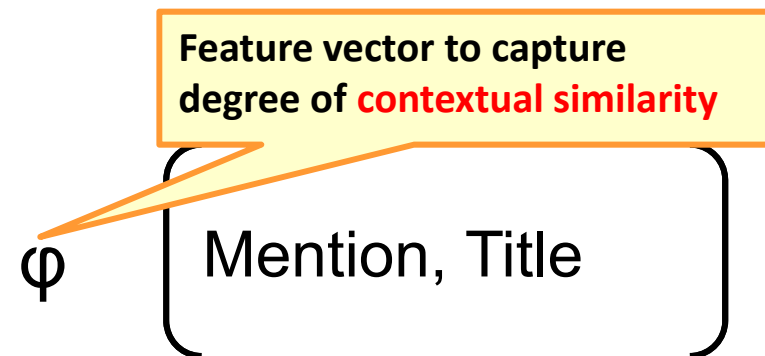 Feature vector to capture
degree of contextual similarity
φ Mention, Title